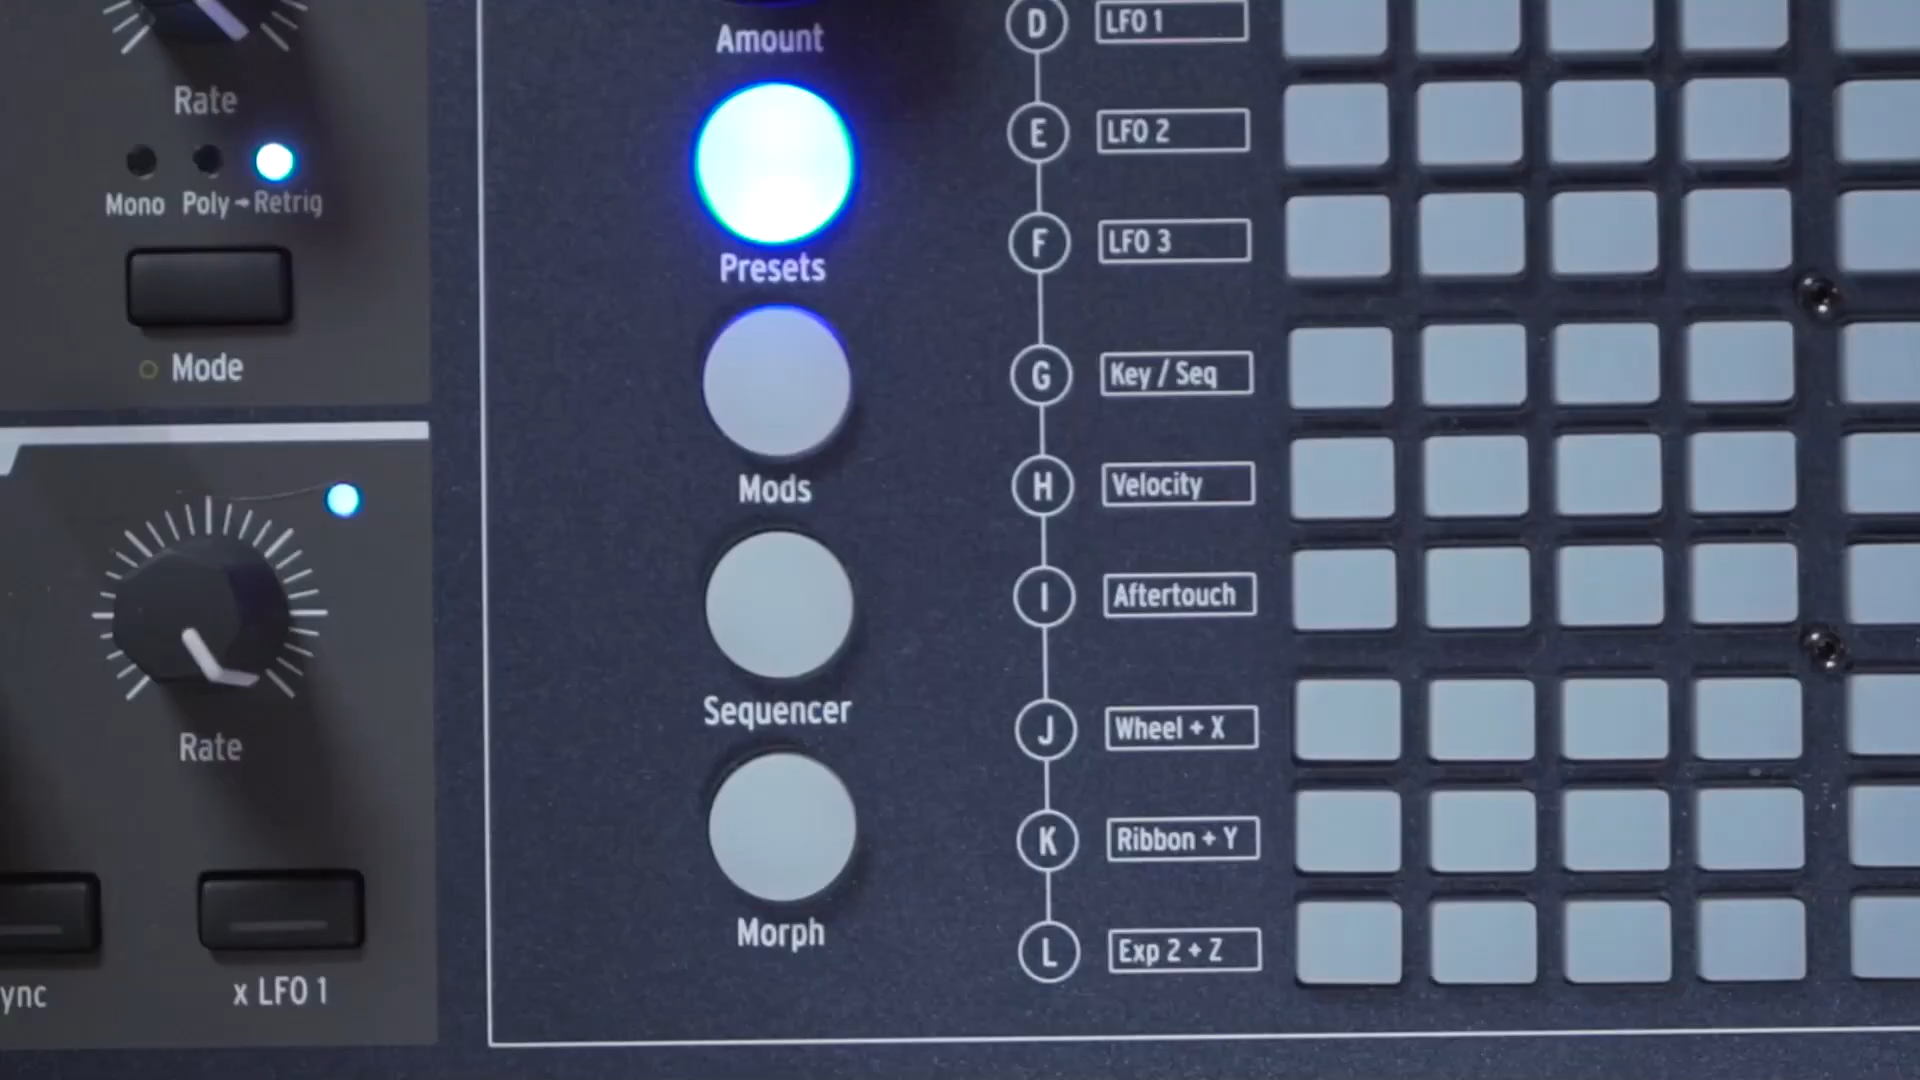 Rate
Mono Poly → Retrig
Mode
Rate
ync
x LFO 1
Amount
Presets
Mods
Sequencer
Morph
D LFO 1
E LFO 2
F LFO 3
G Key / Seq
H Velocity
I Aftertouch
J Wheel + X
K Ribbon + Y
L Exp 2 + Z